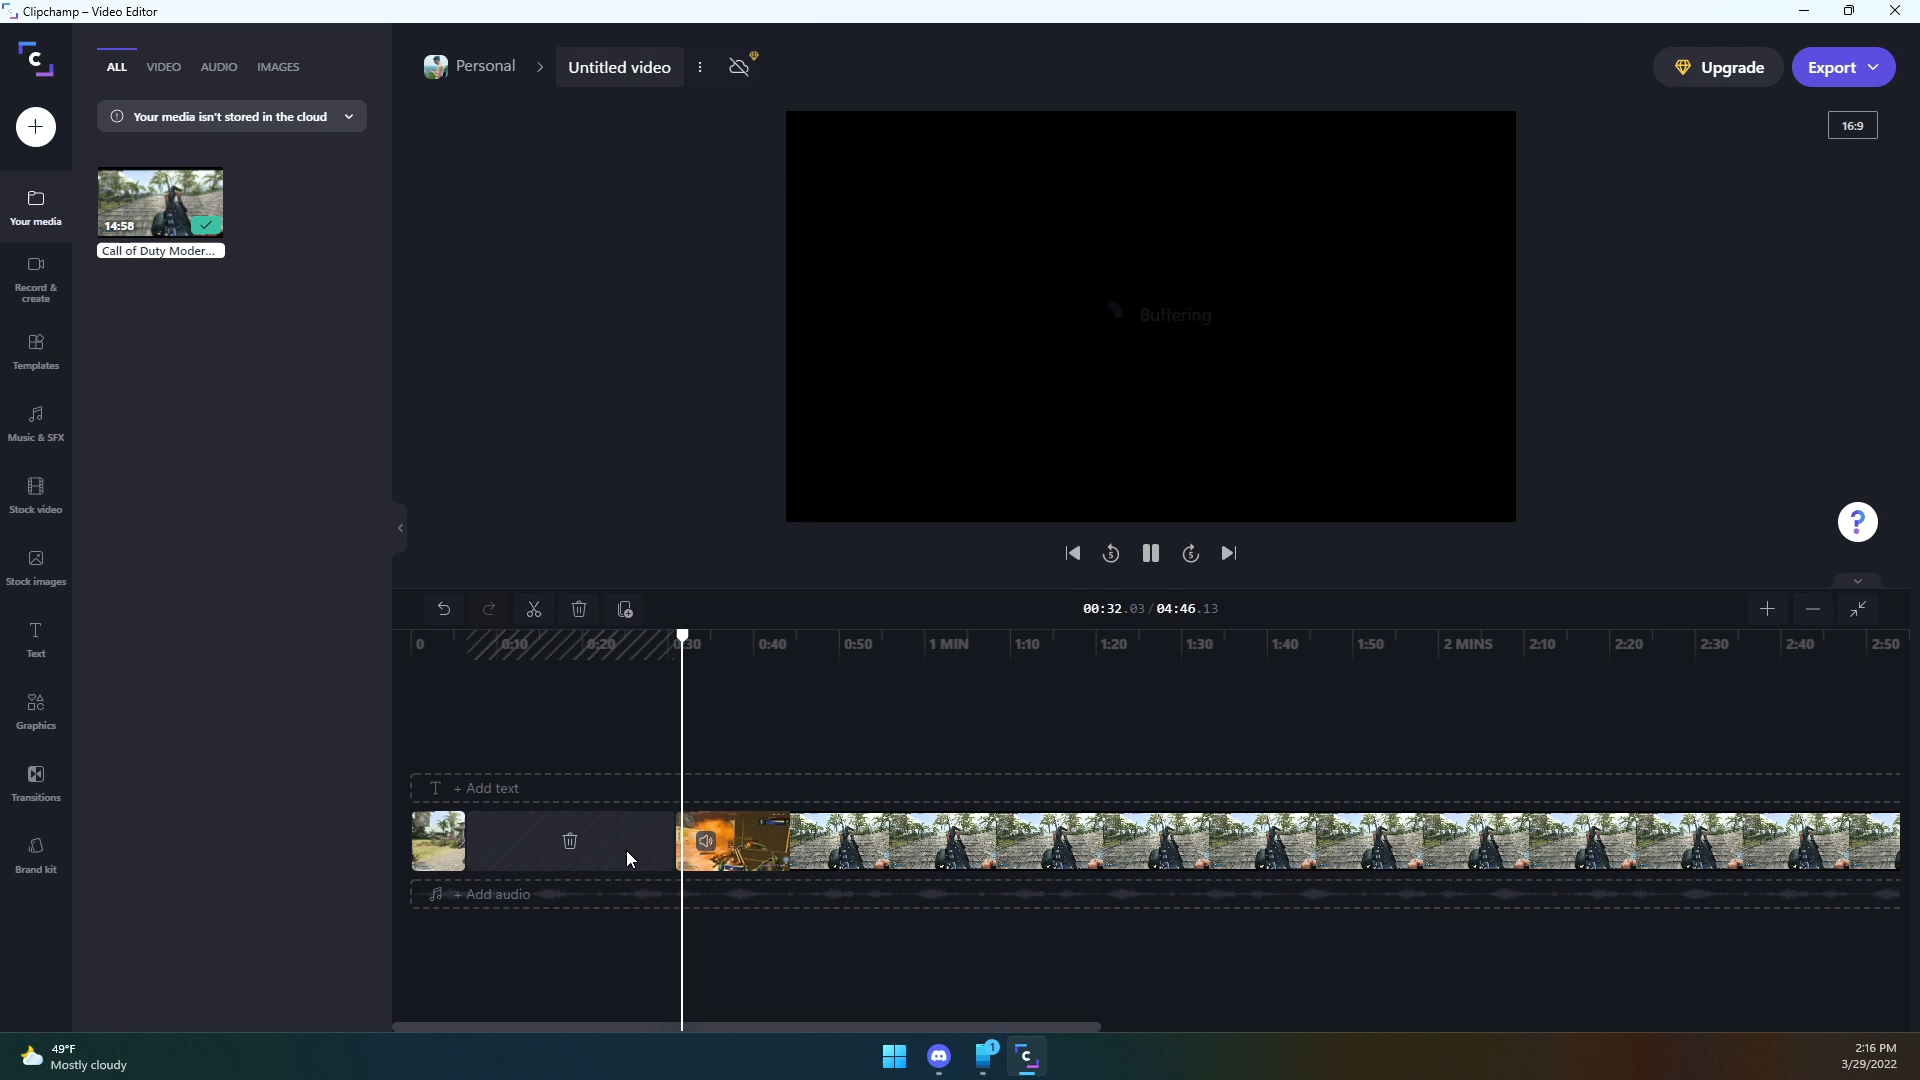 Clipchamp – Video Editor
ALL VIDEO AUDIO IMAGES
Personal
Untitled video
Upgrade
Export
Your media isn't stored in the cloud
16:9
14:58
Call of Duty Moder...
Your media
Record &
create
Templates
Music & SFX
Stock video
Stock images
Text
Graphics
Transitions
Brand kit
Buffering
5
5
?
00:32.03 / 04:46.13
0 0:10 0:20 0:30 0:40 0:50 1 MIN 1:10 1:20 1:30 1:40 1:50 2 MINS 2:10 2:20 2:30 2:40 2:50
T + Add text
+ Add audio
49°F
Mostly cloudy
1
2:16 PM
3/29/2022